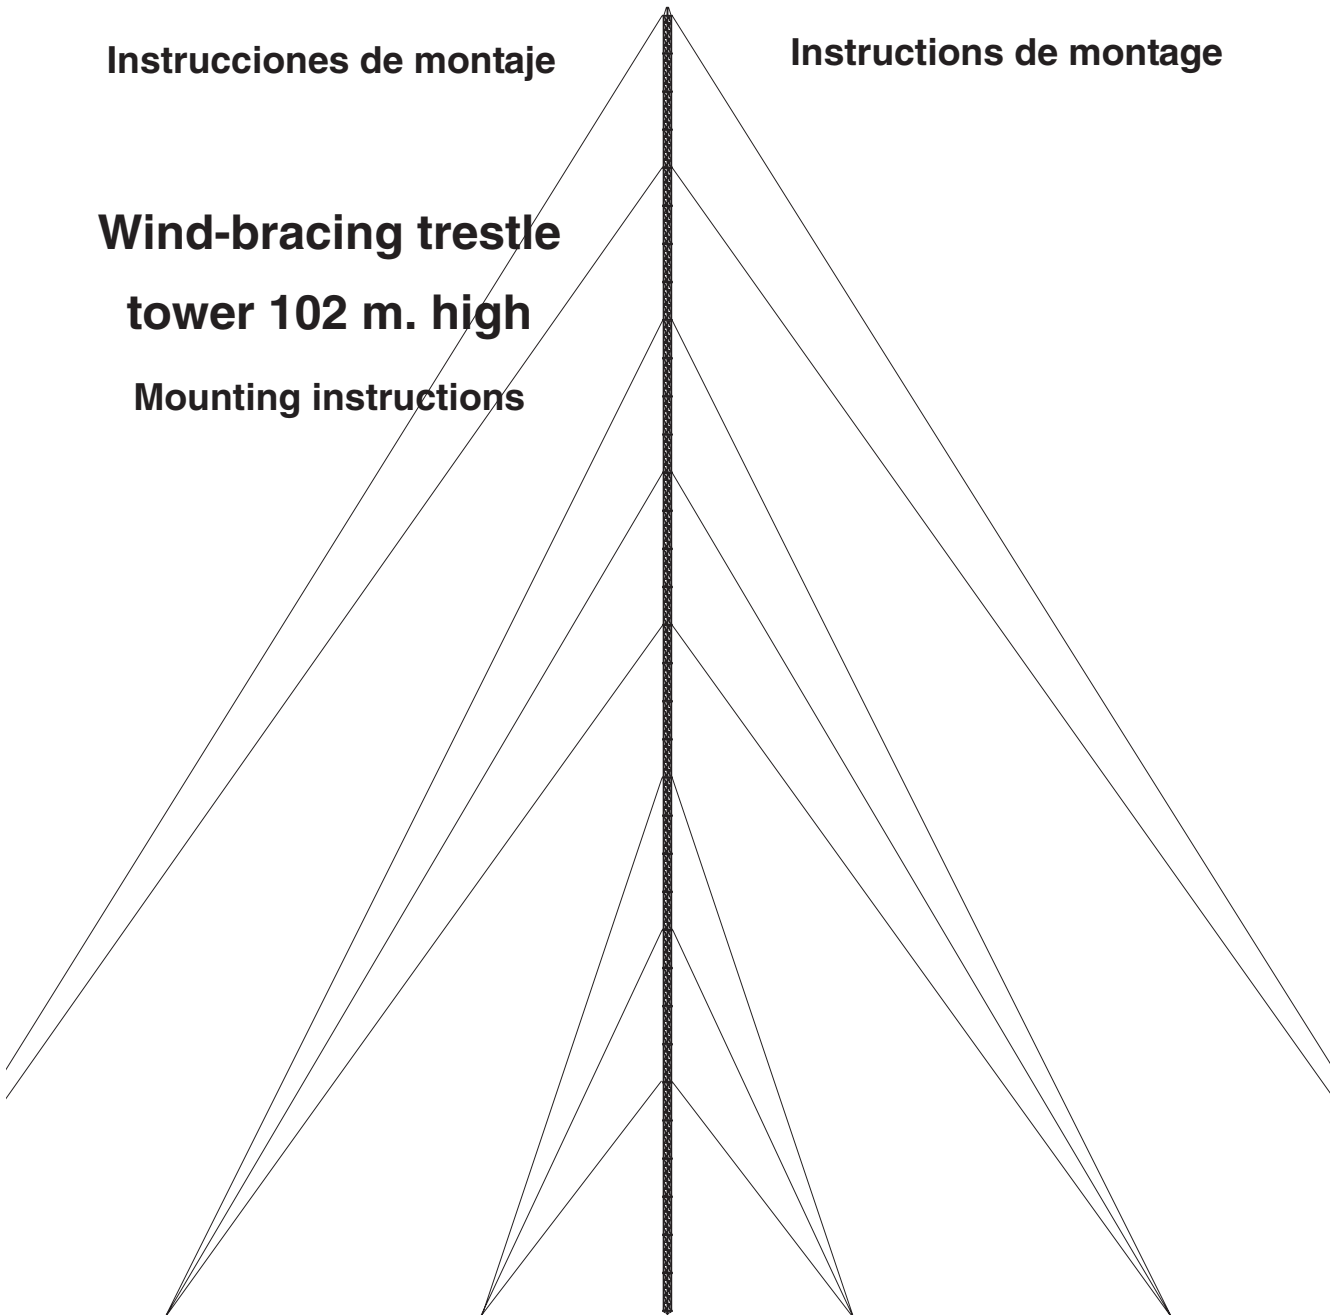 Instrucciones de montaje
Instructions de montage
Wind-bracing trestle
tower 102 m. high
Mounting instructions